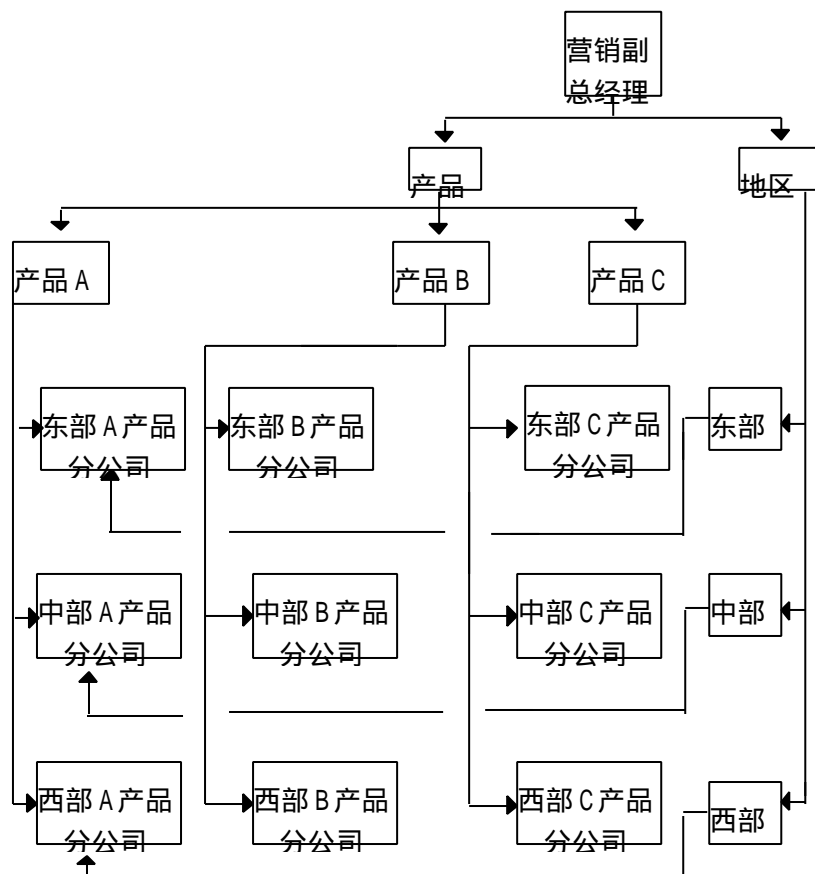 营销副
总经理
产品
地区
产品 A
产品 B
产品 C
东部 A 产品
分公司
东部 B 产品
分公司
东部 C 产品
分公司
东部
中部 A 产品
分公司
中部 B 产品
分公司
中部 C 产品
分公司
中部
西部 A 产品
分公司
西部 B 产品
分公司
西部 C 产品
分公司
西部